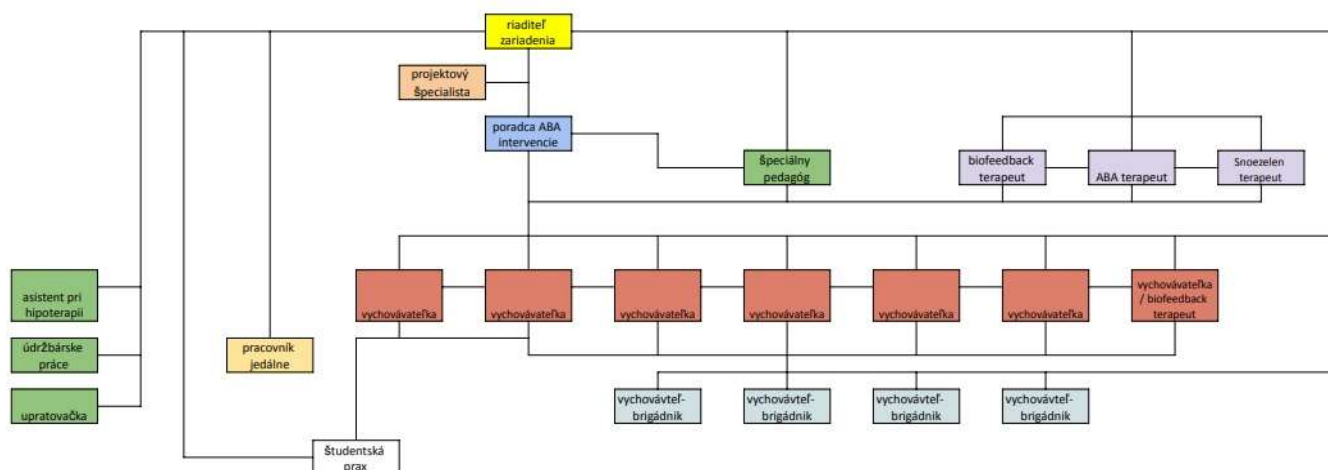 riaditeľ
zariadenia
projektový
špecialista
poradca ABA
intervencie
špeciálny
pedagóg
biofeedback
terapeut
ABA terapeut
Snoezelen
terapeut
asistent pri
hipoterapii
vychovávateľka
vychovávateľka
vychovávateľka
vychovávateľka
vychovávateľka
vychovávateľka
vychovávateľka
/ biofeedback
terapeut
údržbárske
práce
pracovník
jedálne
upratovačka
vychovávteľ-
brigádnik
vychovávteľ-
brigádnik
vychovávteľ-
brigádnik
vychovávteľ-
brigádnik
študentská
prax